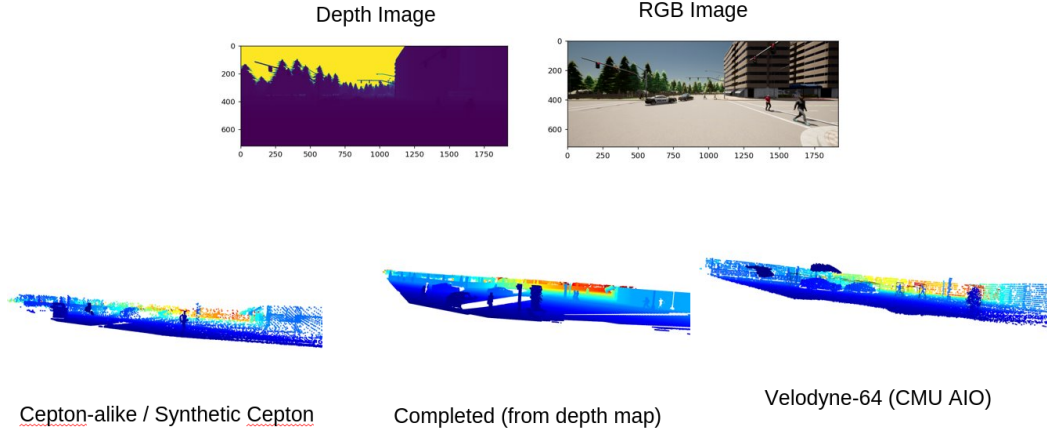 Depth Image
RGB Image
0
200
400
600
0 250 500 750 1000 1250 1500 1750
0
200
400
600
0 250 500 750 1000 1250 1500 1750
Cepton-alike / Synthetic Cepton
Completed (from depth map)
Velodyne-64 (CMU AIO)